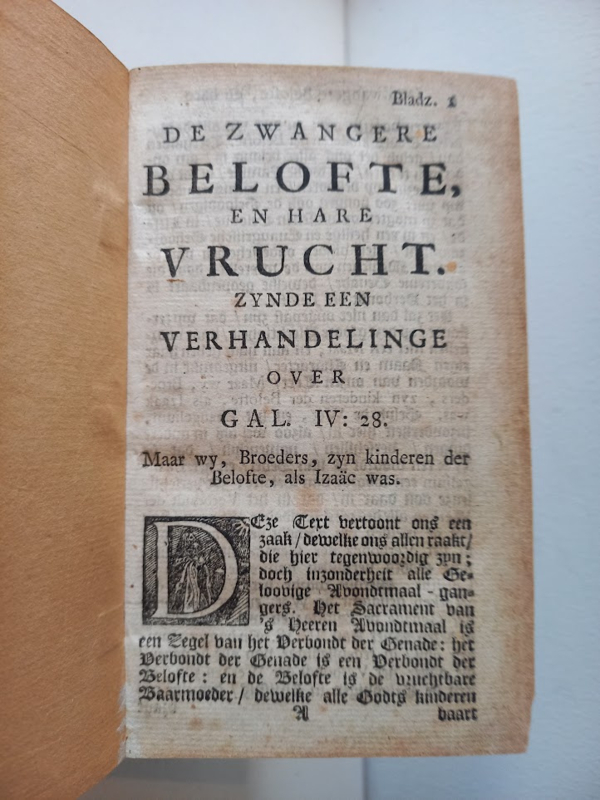 Bladz. 1
DE ZWANGERE
BELOFTE,
EN HARE
VRUCHT.
ZYNDE EEN
VERHANDELINGE
OVER
GAL. IV: 28.
Maar wy, Broeders, zyn kinderen der
Belofte, als Izaäc was.
DEze Text vertoont ons een
zaak / dewelke ons allen raakt /
die hier tegenwoordig zyn;
doch inzonderheit alle Ge-
loovige Avondtmaal-gan-
gers. Het Sacrament van
's Heeren Avondtmaal is
een Zegel van het Verbondt der Genade: het
Verbondt der Genade is een Verbondt der
Belofte: en de Belofte is de vruchtbare
Baarmoeder / dewelke alle Godts kinderen
A baart